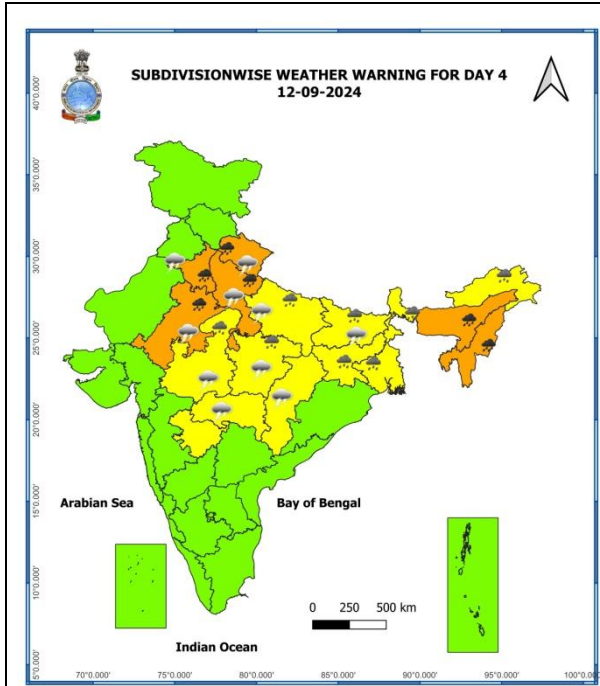 SUBDIVISIONWISE WEATHER WARNING FOR DAY 4
12-09-2024
40°0.000'
35°0.000'
30°0.000'
25°0.000'
20°0.000'
15°0.000'
10°0.000'
5°0.000'
Arabian Sea
Bay of Bengal
0 250 500 km
Indian Ocean
70°0.000' 75°0.000' 80°0.000' 85°0.000' 90°0.000' 95°0.000' 100°0.000'